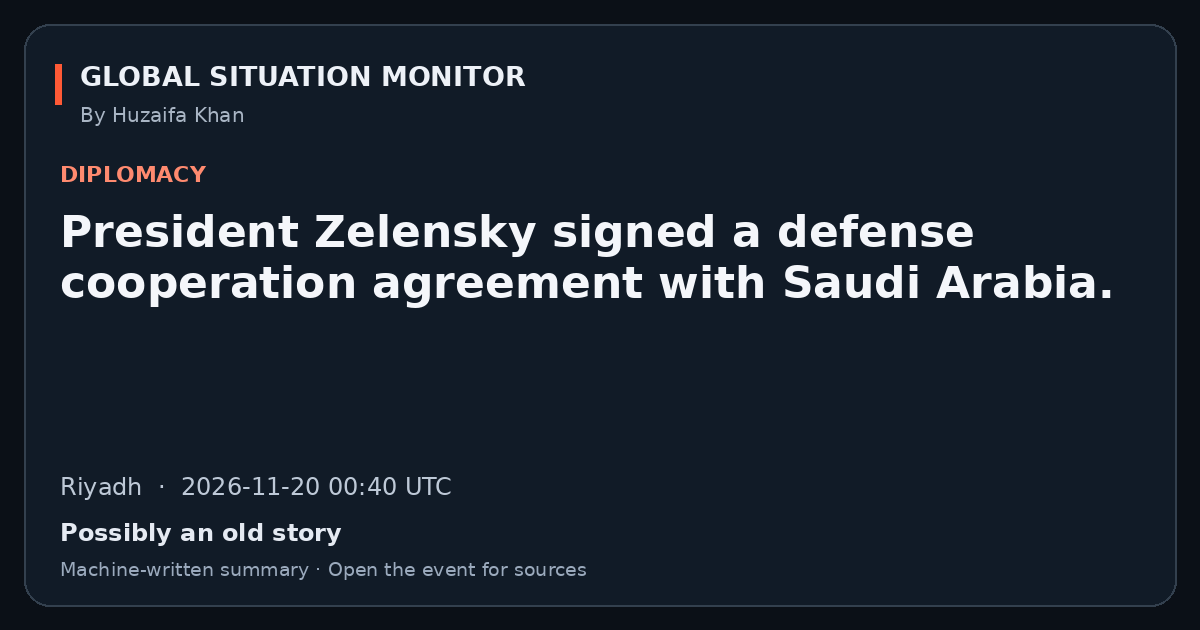 GLOBAL SITUATION MONITOR
By Huzaifa Khan
DIPLOMACY
President Zelensky signed a defense
cooperation agreement with Saudi Arabia.
Riyadh · 2026-11-20 00:40 UTC
Possibly an old story
Machine-written summary · Open the event for sources